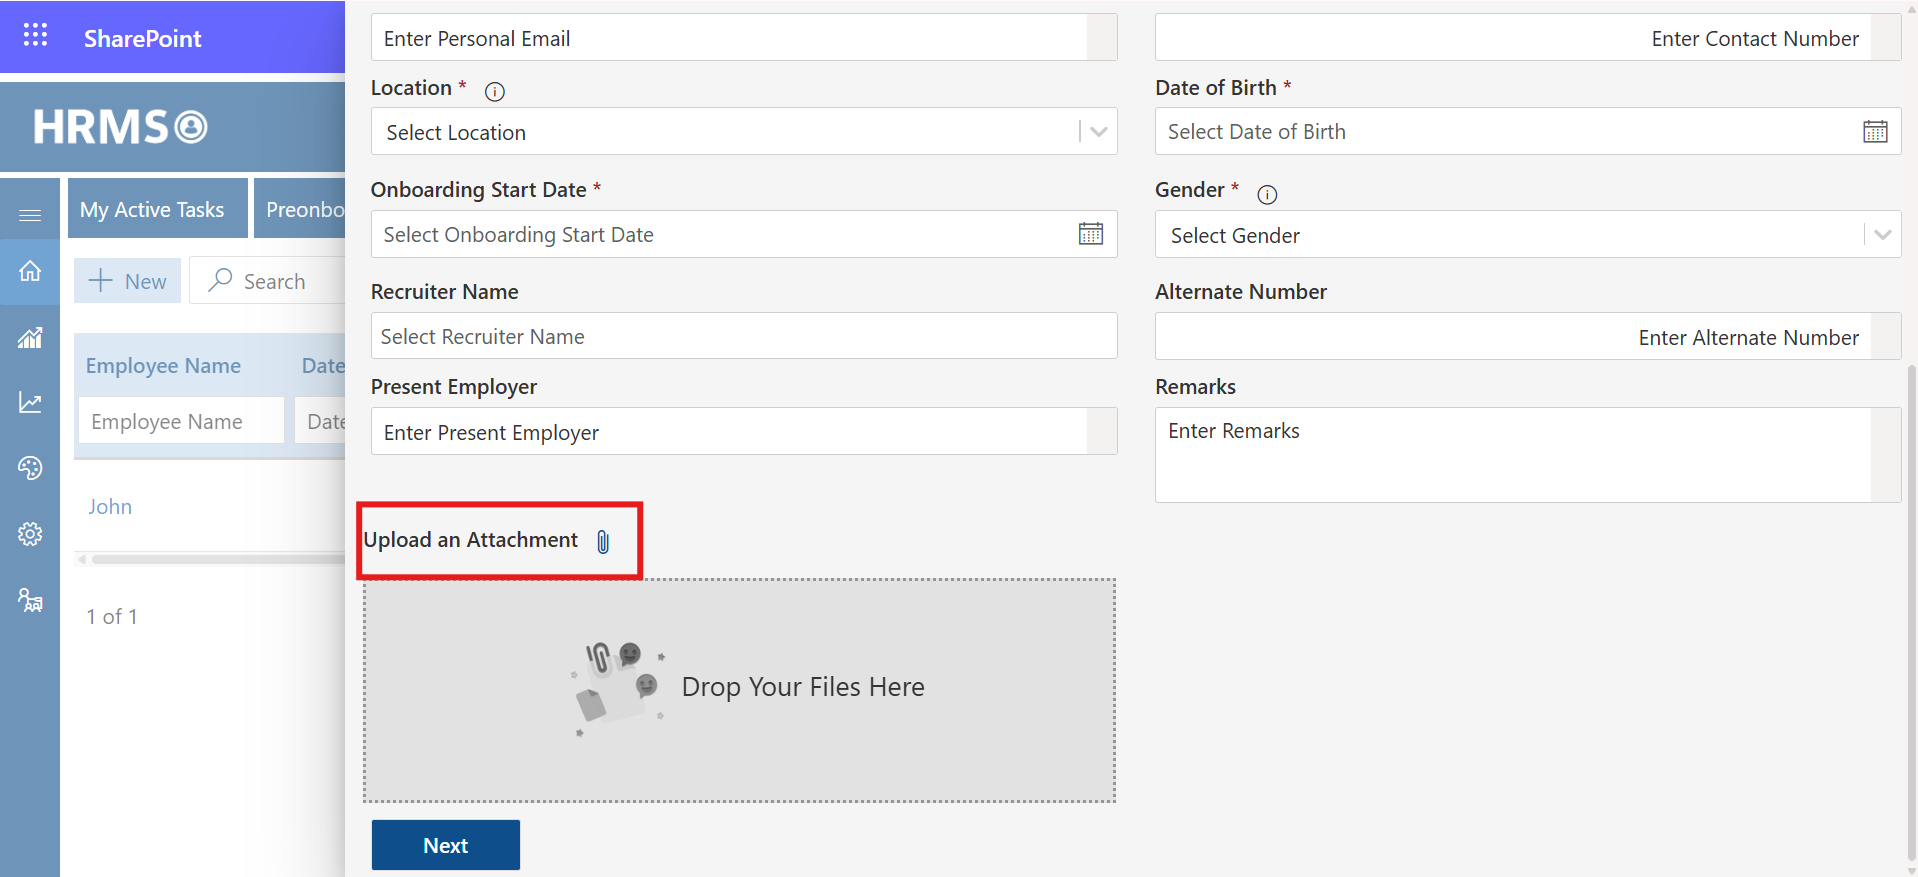 SharePoint
HRMS
My Active Tasks
Preonbo
New
Search
Employee Name
Date
Employee Name
Date
John
1 of 1
Enter Personal Email
Enter Contact Number
Location *
Date of Birth *
Select Location
Select Date of Birth
Onboarding Start Date *
Gender *
Select Onboarding Start Date
Select Gender
Recruiter Name
Alternate Number
Select Recruiter Name
Enter Alternate Number
Present Employer
Remarks
Enter Present Employer
Enter Remarks
Upload an Attachment
Drop Your Files Here
Next